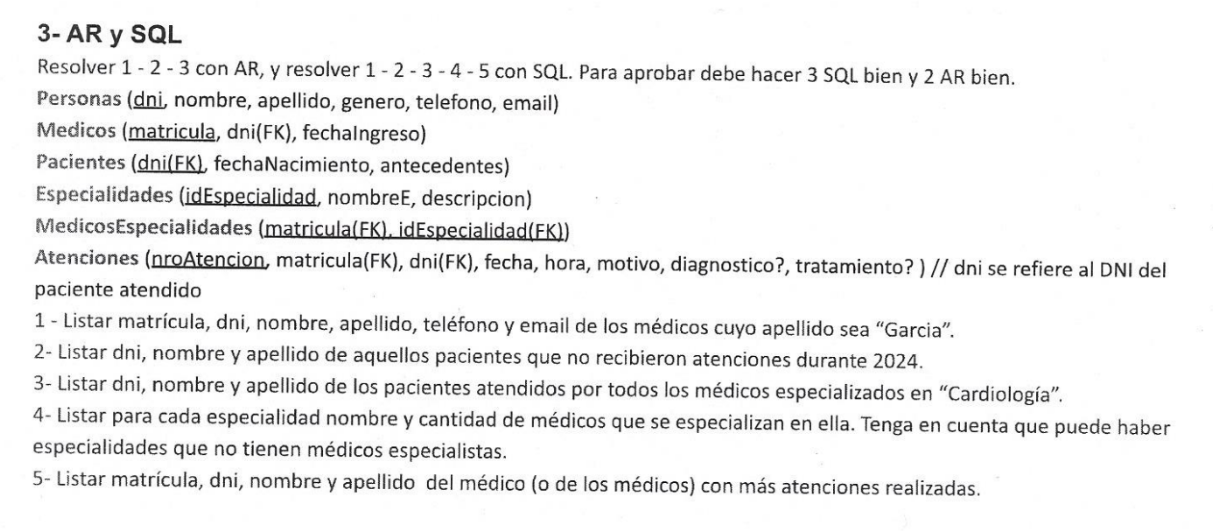 3- AR y SQL
Resolver 1 - 2 - 3 con AR, y resolver 1 - 2 - 3 - 4 - 5 con SQL. Para aprobar debe hacer 3 SQL bien y 2 AR bien.
Personas (dni, nombre, apellido, genero, telefono, email)
Medicos (matricula, dni(FK), fechaIngreso)
Pacientes (dni(FK), fechaNacimiento, antecedentes)
Especialidades (idEspecialidad, nombreE, descripcion)
MedicosEspecialidades (matricula(FK), idEspecialidad(FK))
Atenciones (nroAtencion, matricula(FK), dni(FK), fecha, hora, motivo, diagnostico?, tratamiento? ) // dni se refiere al DNI del
paciente atendido
1 - Listar matrícula, dni, nombre, apellido, teléfono y email de los médicos cuyo apellido sea “Garcia”.
2- Listar dni, nombre y apellido de aquellos pacientes que no recibieron atenciones durante 2024.
3- Listar dni, nombre y apellido de los pacientes atendidos por todos los médicos especializados en “Cardiología”.
4- Listar para cada especialidad nombre y cantidad de médicos que se especializan en ella. Tenga en cuenta que puede haber
especialidades que no tienen médicos especialistas.
5- Listar matrícula, dni, nombre y apellido del médico (o de los médicos) con más atenciones realizadas.